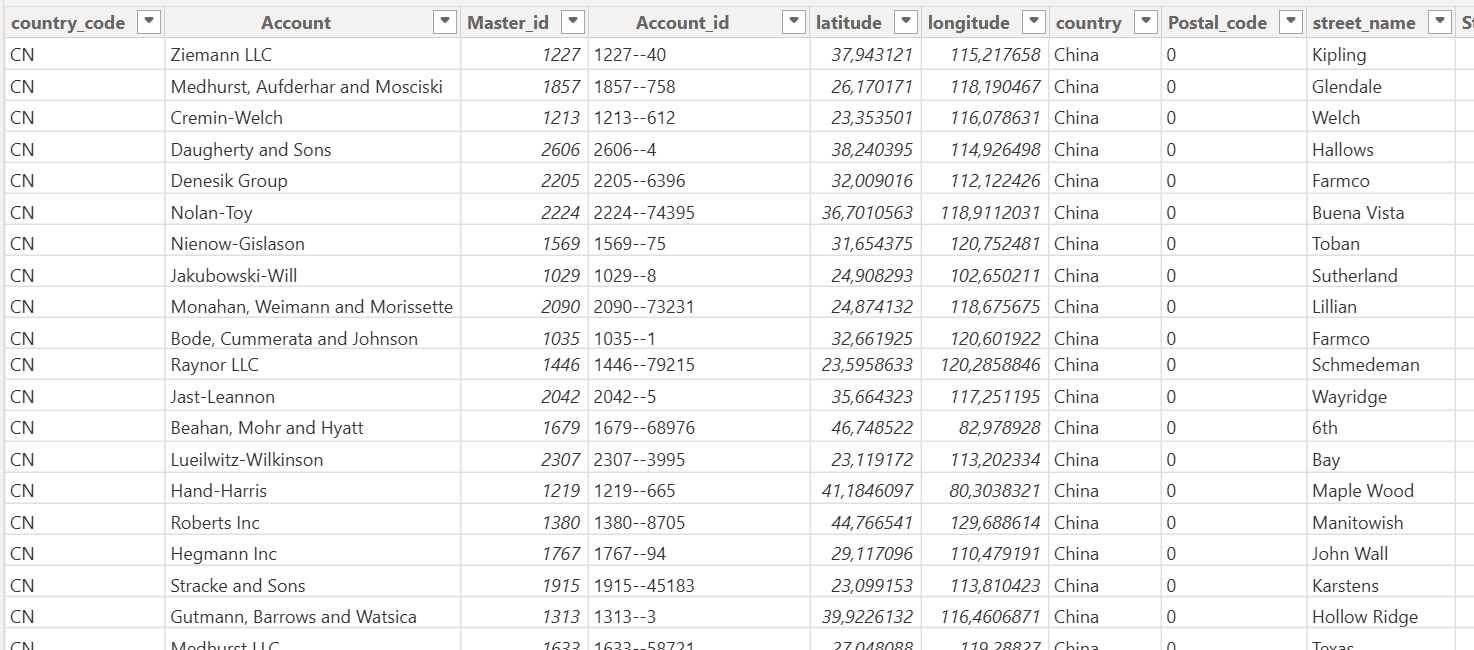 country_code Account Master_id Account_id latitude longitude country Postal_code street_name
CN Ziemann LLC 1227 1227--40 37,943121 115,217658 China 0 Kipling
CN Medhurst, Aufderhar and Mosciski 1857 1857--758 26,170171 118,190467 China 0 Glendale
CN Cremin-Welch 1213 1213--612 23,353501 116,078631 China 0 Welch
CN Daugherty and Sons 2606 2606--4 38,240395 114,926498 China 0 Hallows
CN Denesik Group 2205 2205--6396 32,009016 112,122426 China 0 Farmco
CN Nolan-Toy 2224 2224--74395 36,7010563 118,9112031 China 0 Buena Vista
CN Nienow-Gislason 1569 1569--75 31,654375 120,752481 China 0 Toban
CN Jakubowski-Will 1029 1029--8 24,908293 102,650211 China 0 Sutherland
CN Monahan, Weimann and Morissette 2090 2090--73231 24,874132 118,675675 China 0 Lillian
CN Bode, Cummerata and Johnson 1035 1035--1 32,661925 120,601922 China 0 Farmco
CN Raynor LLC 1446 1446--79215 23,5958633 120,2858846 China 0 Schmedeman
CN Jast-Leannon 2042 2042--5 35,664323 117,251195 China 0 Wayridge
CN Beahan, Mohr and Hyatt 1679 1679--68976 46,748522 82,978928 China 0 6th
CN Lueilwitz-Wilkinson 2307 2307--3995 23,119172 113,202334 China 0 Bay
CN Hand-Harris 1219 1219--665 41,1846097 80,3038321 China 0 Maple Wood
CN Roberts Inc 1380 1380--8705 44,766541 129,688614 China 0 Manitowish
CN Hegmann Inc 1767 1767--94 29,117096 110,479191 China 0 John Wall
CN Stracke and Sons 1915 1915--45183 23,099153 113,810423 China 0 Karstens
CN Gutmann, Barrows and Watsica 1313 1313--3 39,9226132 116,4606871 China 0 Hollow Ridge
CN Medhurst LLC 1633 1633--58721 27,048088 119,28827 China 0 Texas